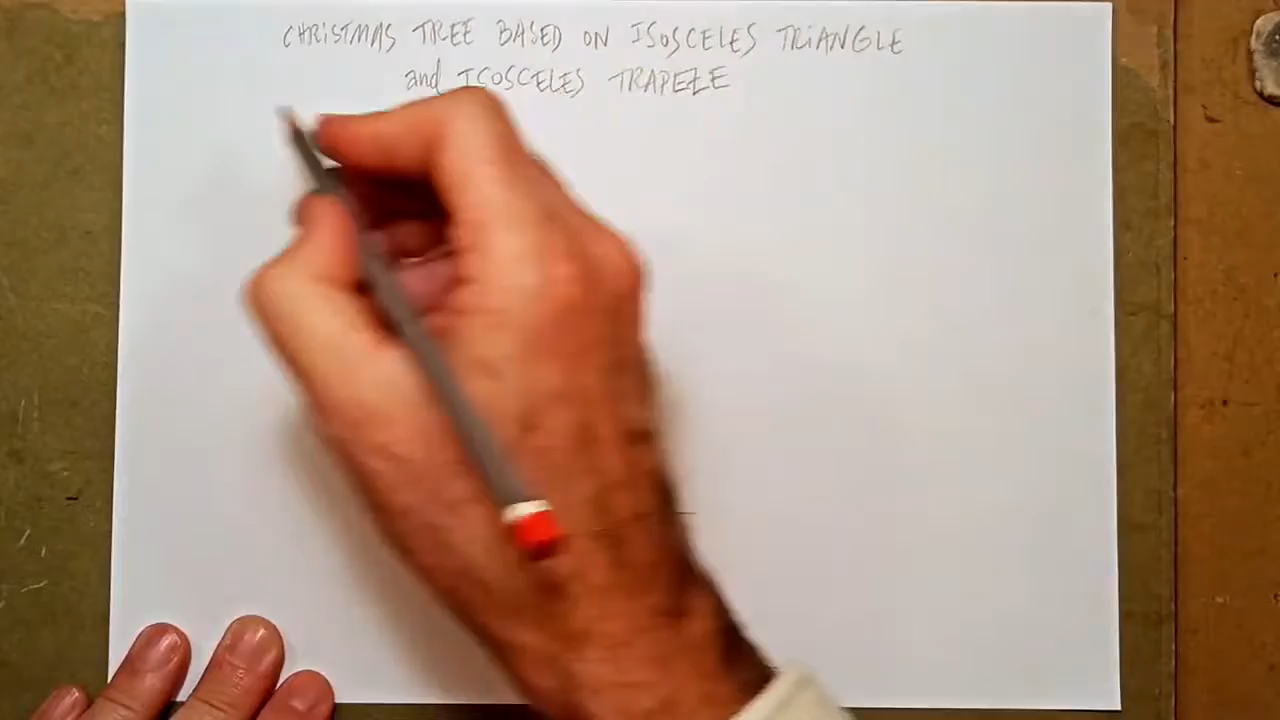 CHRISTMAS TREE BASED ON ISOSCELES TRIANGLE
and ISOSCELES TRAPEZE